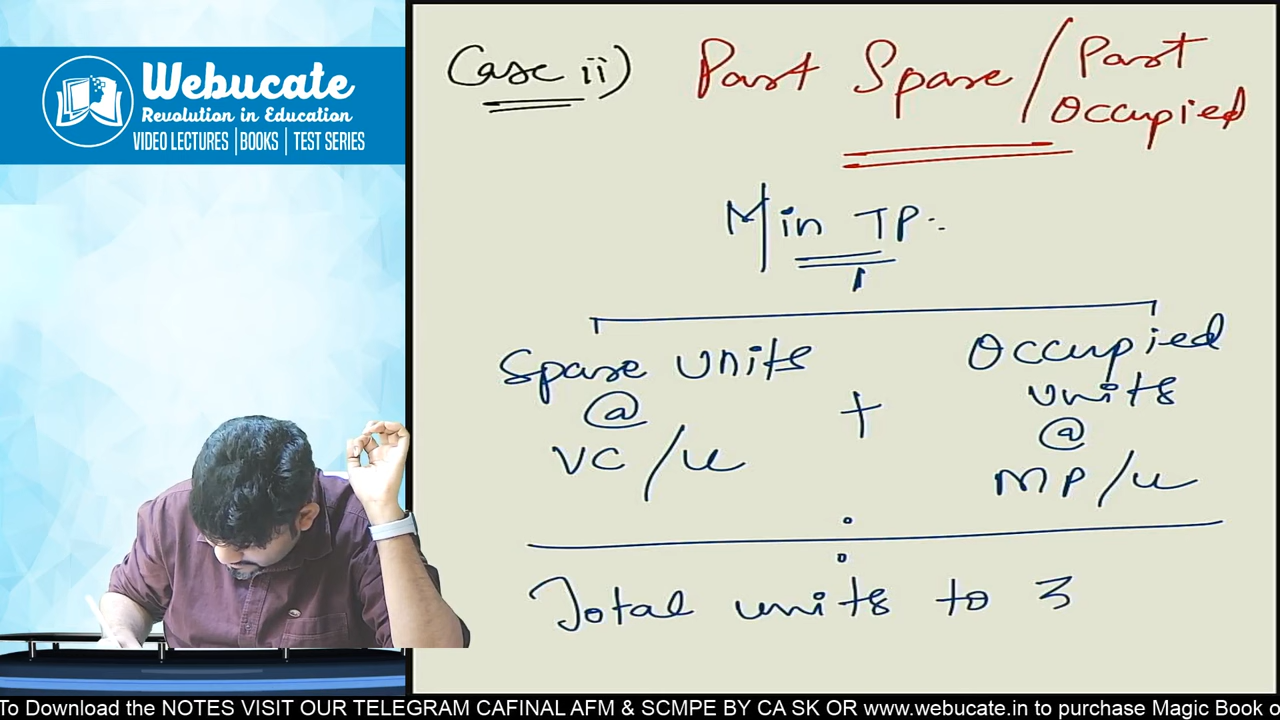 Webucate
Revolution in Education
VIDEO LECTURES | BOOKS | TEST SERIES
Case ii) Part Spare / Part Occupied
Min TP
Spare units + Occupied units
@ @
VC/u MP/u
Total units to 3
To Download the NOTES VISIT OUR TELEGRAM CAFINAL AFM & SCMPE BY CA SK OR www.webucate.in to purchase Magic Book o